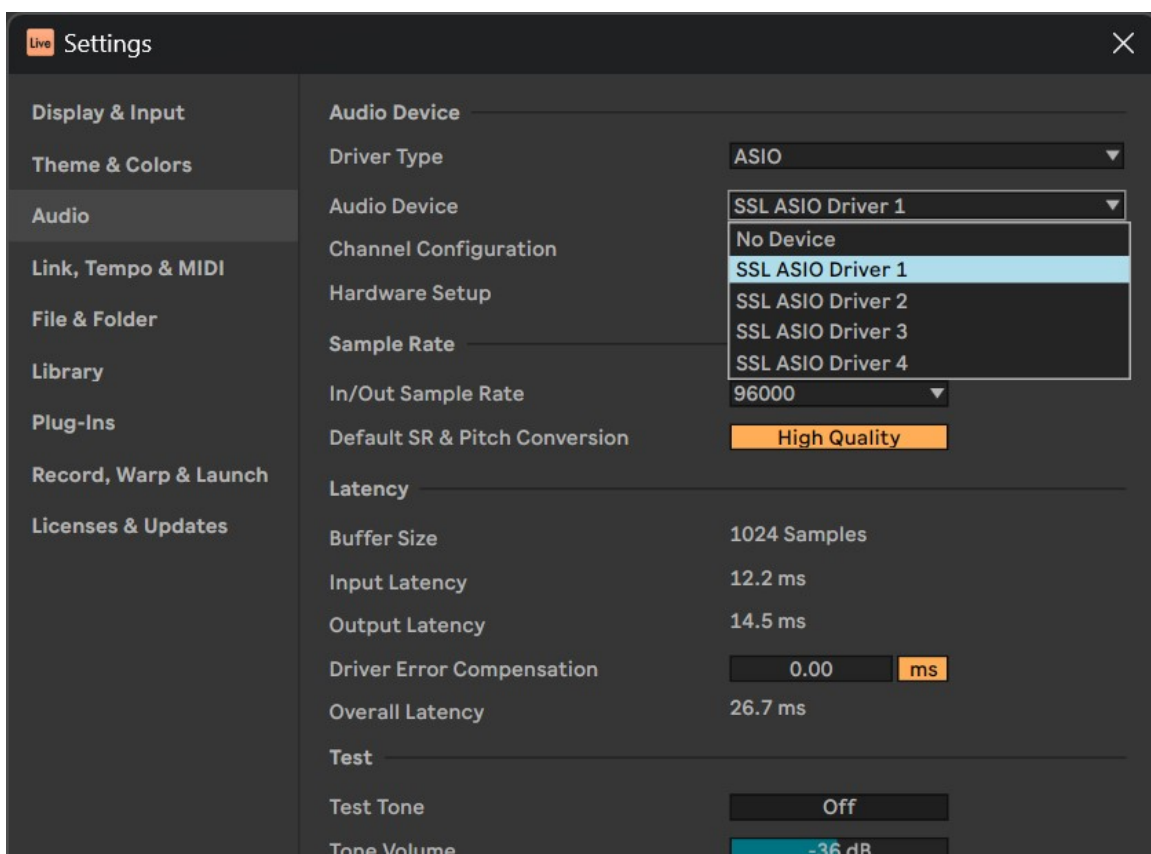 Live Settings
Display & Input
Theme & Colors
Audio
Link, Tempo & MIDI
File & Folder
Library
Plug-Ins
Record, Warp & Launch
Licenses & Updates
Audio Device
Driver Type ASIO
Audio Device SSL ASIO Driver 1
No Device
SSL ASIO Driver 1
SSL ASIO Driver 2
SSL ASIO Driver 3
SSL ASIO Driver 4
Channel Configuration
Hardware Setup
Sample Rate
In/Out Sample Rate 96000
Default SR & Pitch Conversion High Quality
Latency
Buffer Size 1024 Samples
Input Latency 12.2 ms
Output Latency 14.5 ms
Driver Error Compensation 0.00 ms
Overall Latency 26.7 ms
Test
Test Tone Off
Tone Volume -36 dB